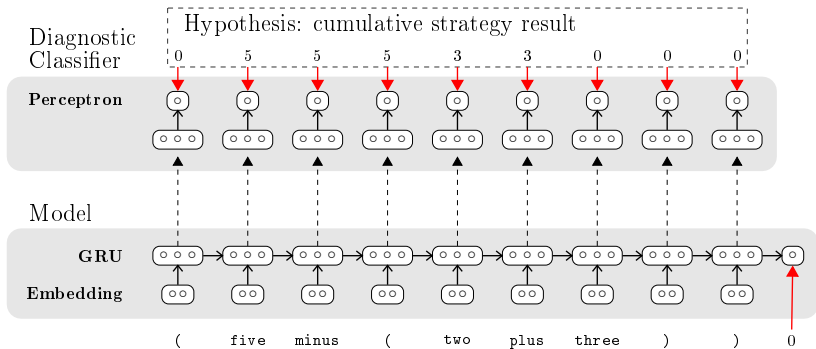 Hypothesis: cumulative strategy result
Diagnostic
Classifier
0 5 5 5 3 3 0 0 0
Perceptron
Model
GRU
Embedding
( five minus ( two plus three ) ) 0